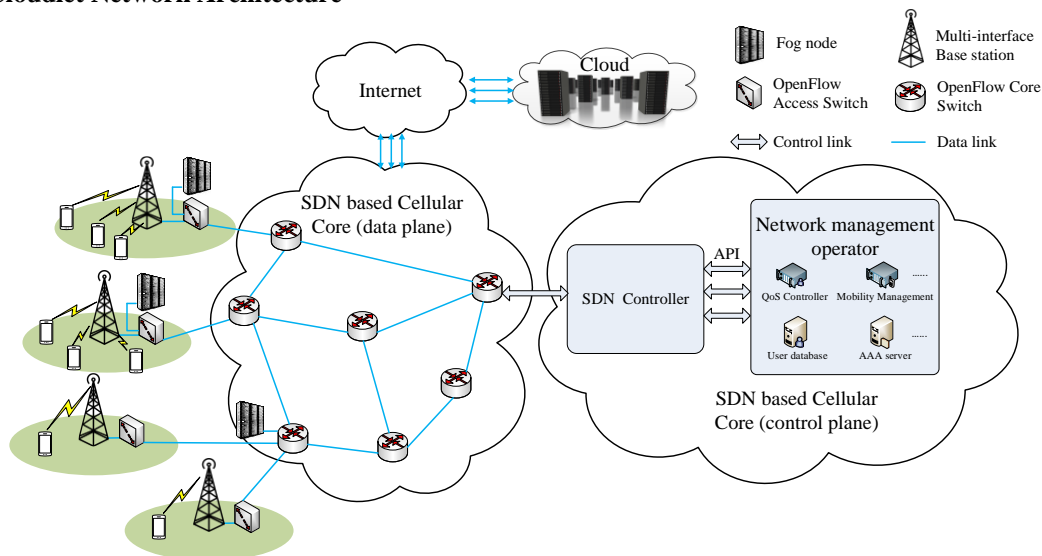 Network Architecture
Fog node
Multi-interface
Base station
OpenFlow
Access Switch
OpenFlow Core
Switch
Control link
Data link
Internet
Cloud
SDN based Cellular
Core (data plane)
SDN Controller
API
Network management
operator
QoS Controller
Mobility Management
......
User database
AAA server
......
SDN based Cellular
Core (control plane)